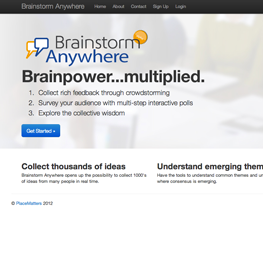 Brainstorm Anywhere Home About Contact Sign Up Login
Brainstorm
Anywhere
Brainpower...multiplied.
1. Collect rich feedback through crowdstorming
2. Survey your audience with multi-step interactive polls
3. Explore the collective wisdom
Get Started »
Collect thousands of ideas
Brainstorm Anywhere opens up the possibility to collect 1000's
of ideas from many people in real time.
Understand emerging them
Have the tools to understand common themes and un
where consensus is emerging.
© PlaceMatters 2012